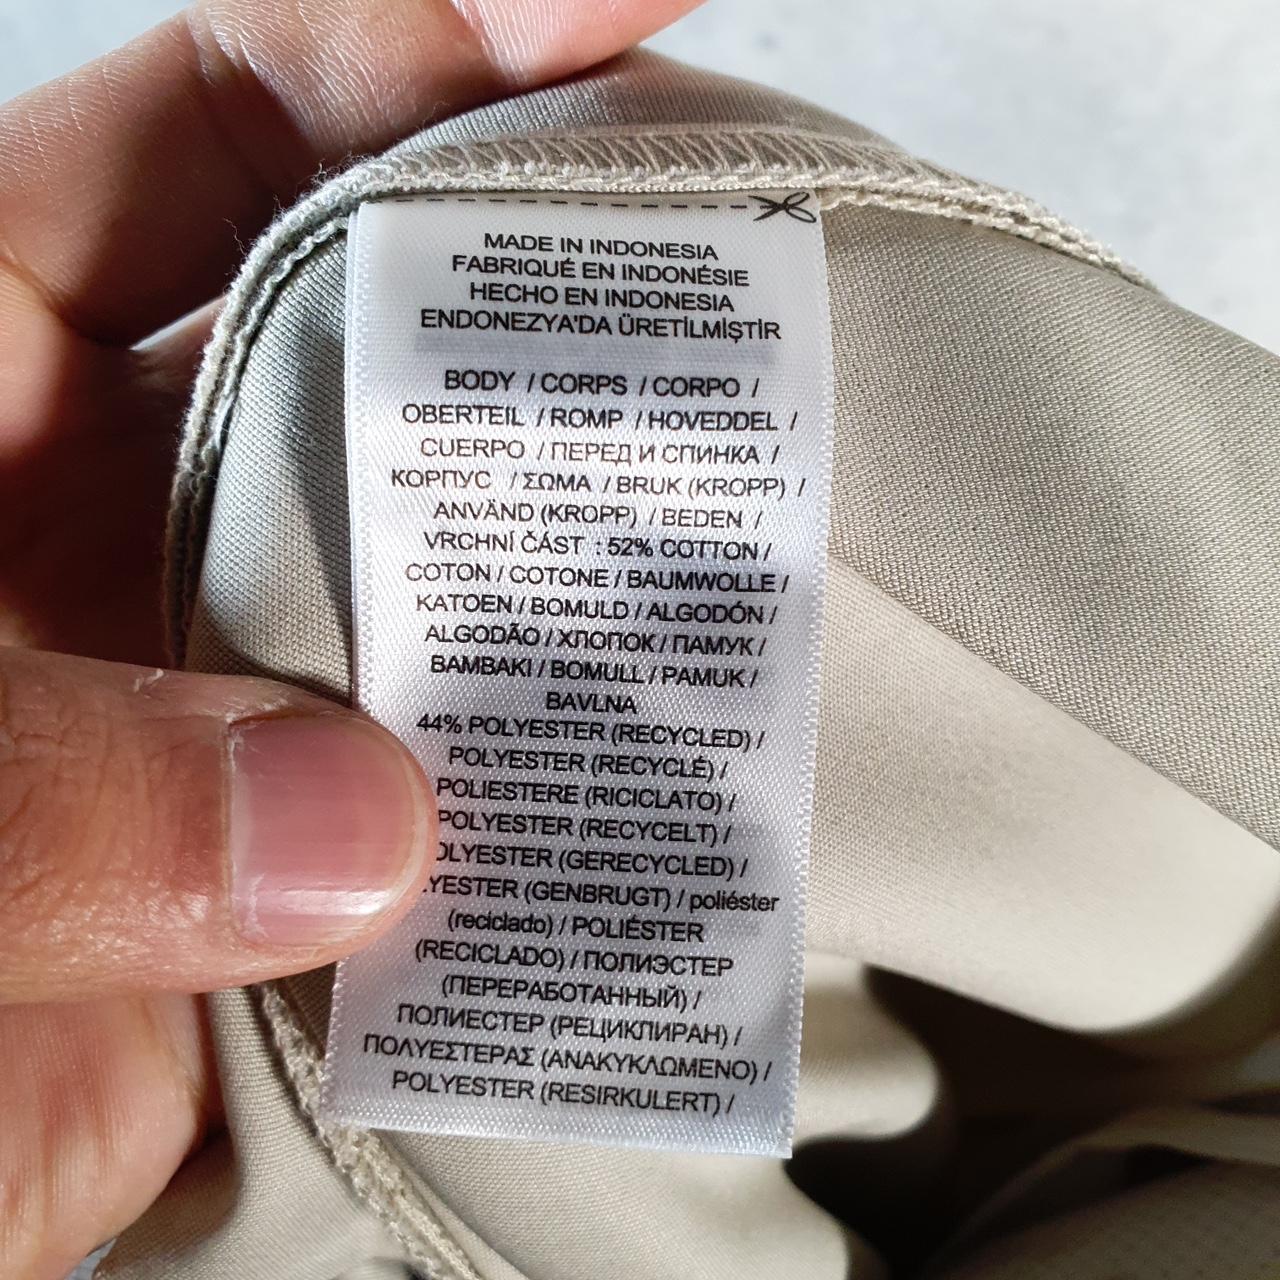 MADE IN INDONESIA
FABRIQUÉ EN INDONÉSIE
HECHO EN INDONESIA
ENDONEZYA'DA ÜRETİLMİŞTİR
BODY / CORPS / CORPO /
OBERTEIL / ROMP / HOVEDDEL /
CUERPO / ПЕРЕД И СПИНКА /
КОРПУС / ΣΩΜΑ / BRUK (KROPP) /
ANVÄND (KROPP) / BEDEN /
VRCHNÍ ČÁST : 52% COTTON /
COTON / COTONE / BAUMWOLLE /
KATOEN / BOMULD / ALGODÓN /
ALGODÃO / ХЛОПОК / ПАМУК /
ΒΑΜΒΑΚΙ / BOMULL / PAMUK /
BAVLNA
44% POLYESTER (RECYCLED) /
POLYESTER (RECYCLÉ) /
POLIESTERE (RICICLATO) /
POLYESTER (RECYCELT) /
OLYESTER (GERECYCLED) /
YESTER (GENBRUGT) / poliéster
(reciclado) / POLIÉSTER
(RECICLADO) / ПОЛИЭСТЕР
(ПЕРЕРАБОТАННЫЙ) /
ПОЛИЕСТЕР (РЕЦИКЛИРАН) /
ΠΟΛΥΕΣΤΕΡΑΣ (ΑΝΑΚΥΚΛΩΜΕΝΟ) /
POLYESTER (RESIRKULERT) /